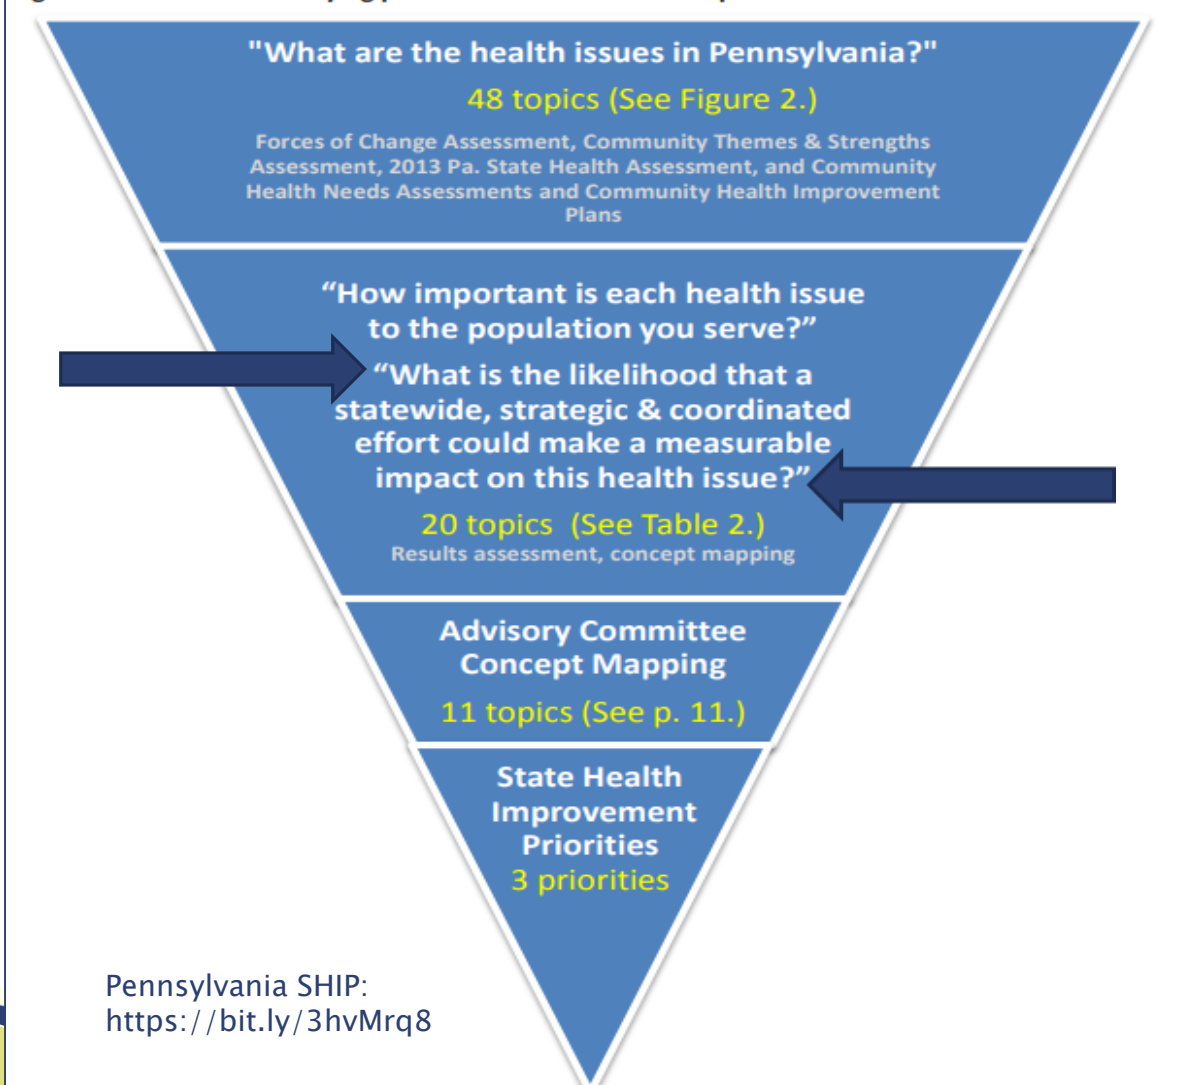 "What are the health issues in Pennsylvania?"
48 topics (See Figure 2.)
Forces of Change Assessment, Community Themes & Strengths
Assessment, 2013 Pa. State Health Assessment, and Community
Health Needs Assessments and Community Health Improvement
Plans
“How important is each health issue
to the population you serve?”
“What is the likelihood that a
statewide, strategic & coordinated
effort could make a measurable
impact on this health issue?”
20 topics (See Table 2.)
Results assessment, concept mapping
Advisory Committee
Concept Mapping
11 topics (See p. 11.)
State Health
Improvement
Priorities
3 priorities
Pennsylvania SHIP:
https://bit.ly/3hvMrq8